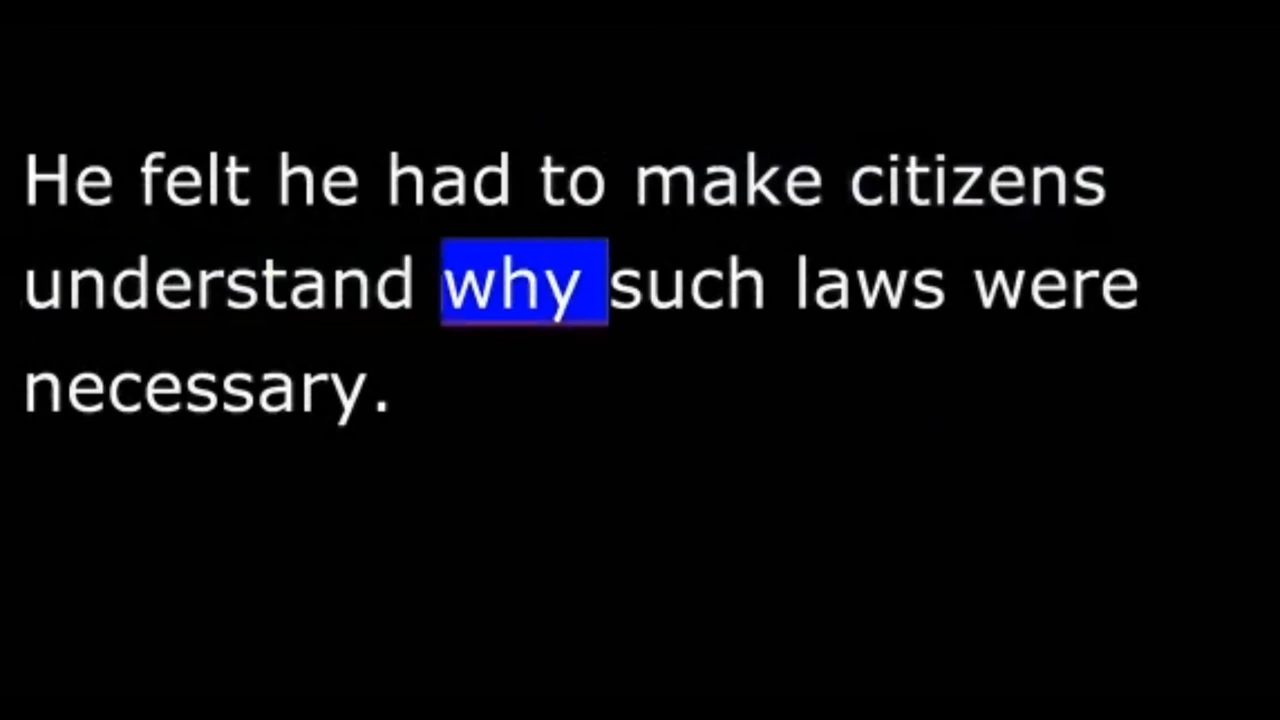 He felt he had to make citizens
understand why such laws were
necessary.